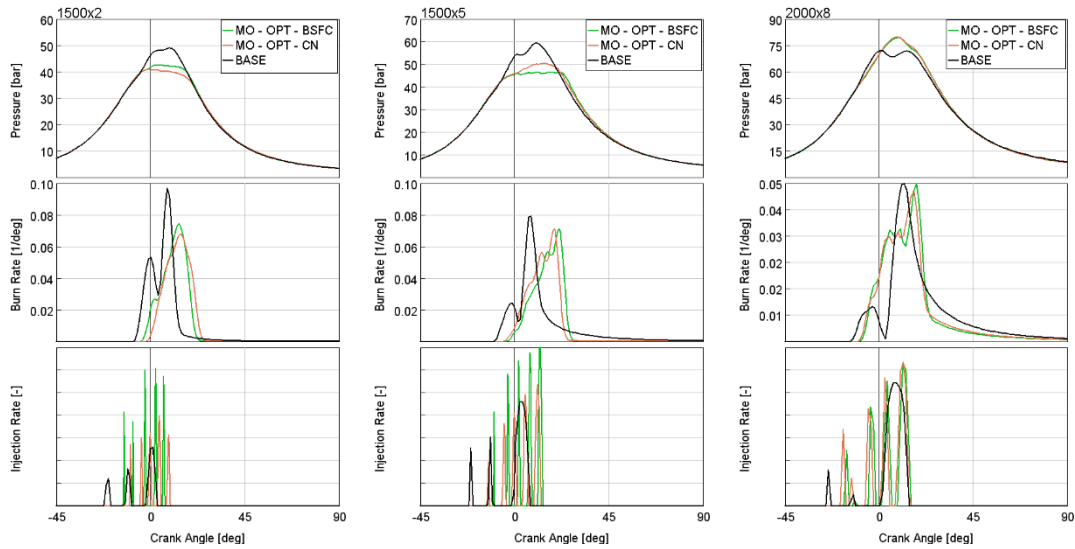 1500x2
60
50
40
30
20
10
Pressure [bar]
MO - OPT - BSFC
MO - OPT - CN
BASE
0.10
0.08
0.06
0.04
0.02
Burn Rate [1/deg]
Injection Rate [-]
-45 0 45 90
Crank Angle [deg]
1500x5
70
60
50
40
30
20
10
Pressure [bar]
MO - OPT - BSFC
MO - OPT - CN
BASE
0.10
0.08
0.06
0.04
0.02
Burn Rate [1/deg]
Injection Rate [-]
-45 0 45 90
Crank Angle [deg]
2000x8
90
75
60
45
30
15
Pressure [bar]
MO - OPT - BSFC
MO - OPT - CN
BASE
0.05
0.04
0.03
0.02
0.01
Burn Rate [1/deg]
Injection Rate [-]
-45 0 45 90
Crank Angle [deg]